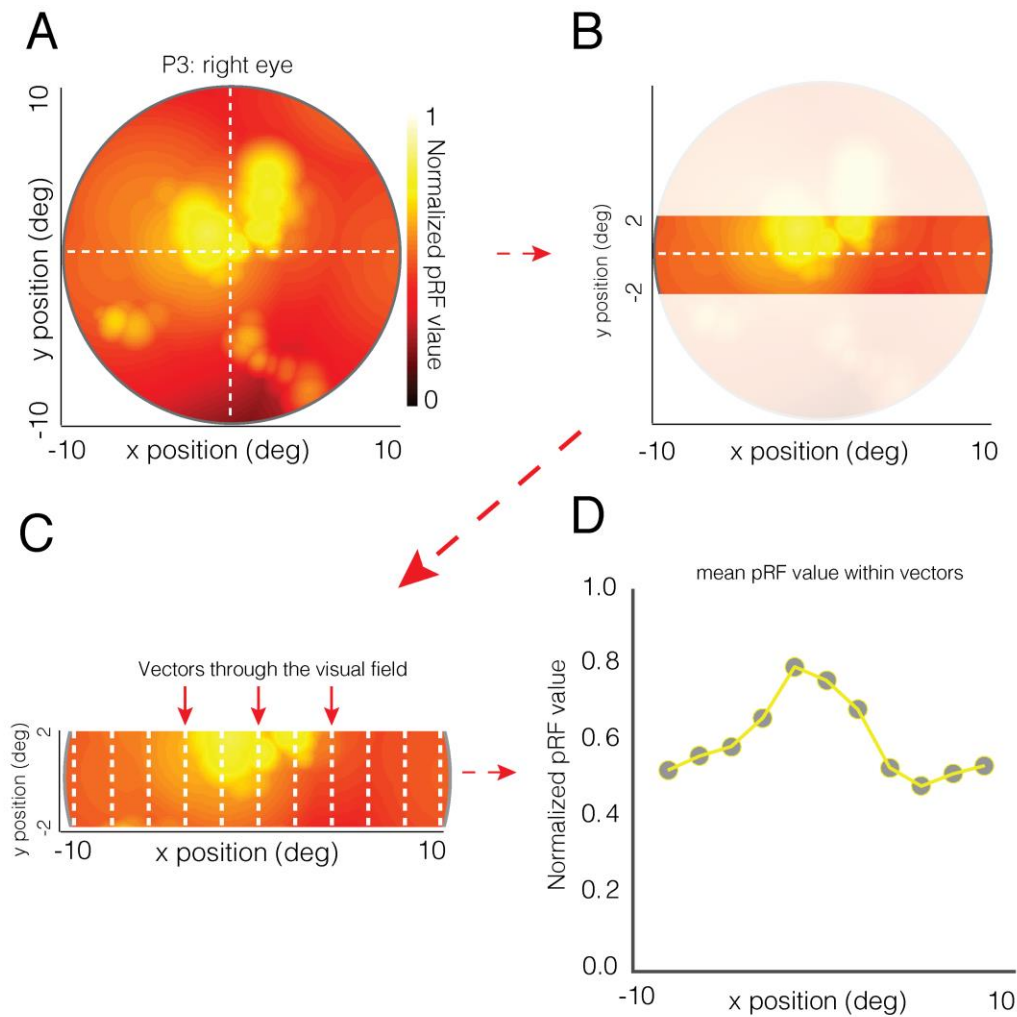 A
P3: right eye
10
y position (deg)
-10
-10
x position (deg)
10
1
Normalized pRF vlaue
0
B
y position (deg)
2
-2
-10
x position (deg)
10
C
Vectors through the visual field
y position (deg)
2
-2
-10
x position (deg)
10
D
mean pRF value within vectors
Normalized pRF value
1.0
0.8
0.6
0.4
0.2
0.0
-10
x position (deg)
10